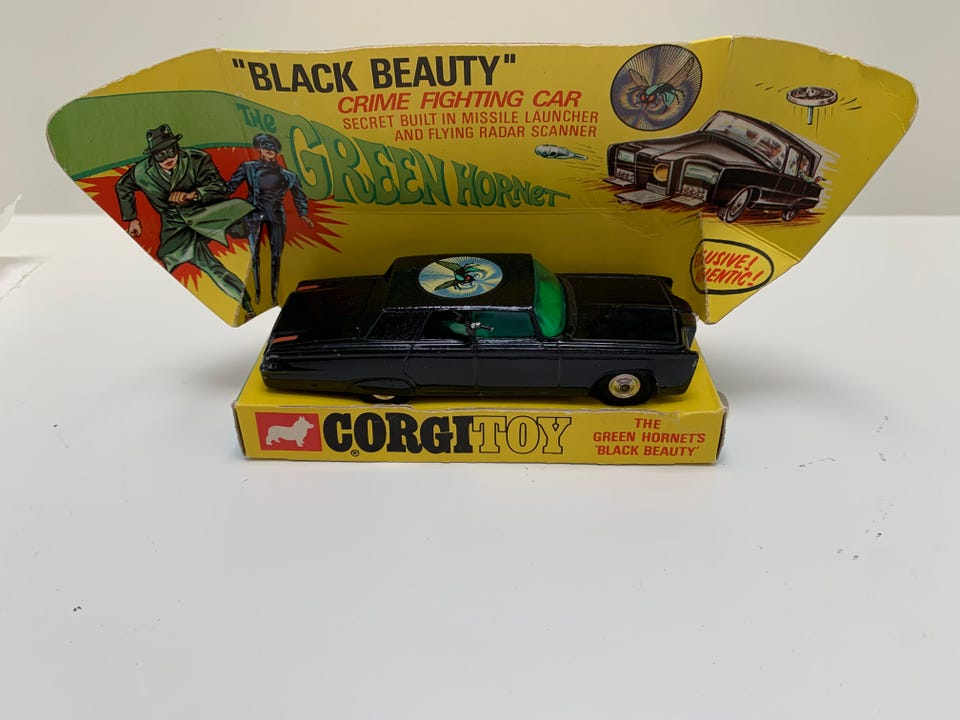 "BLACK BEAUTY"
CRIME FIGHTING CAR
SECRET BUILT IN MISSILE LAUNCHER
AND FLYING RADAR SCANNER
THE
GREEN HORNET
CORGI TOY
®
THE
GREEN HORNET'S
'BLACK BEAUTY'